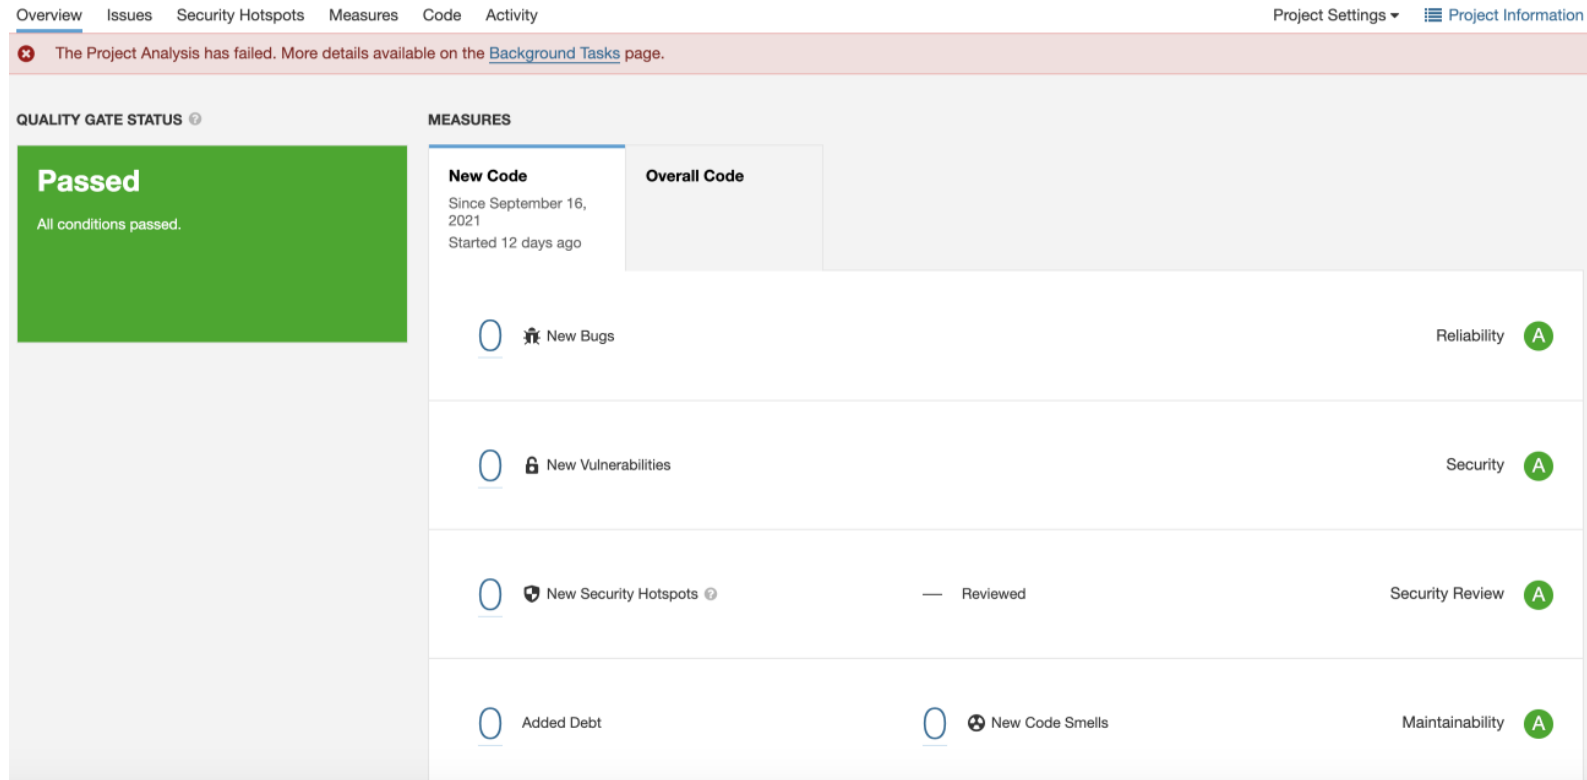 Overview Issues Security Hotspots Measures Code Activity Project Settings Project Information
The Project Analysis has failed. More details available on the Background Tasks page.
QUALITY GATE STATUS ?
Passed
All conditions passed.
MEASURES
New Code
Since September 16,
2021
Started 12 days ago
Overall Code
0 New Bugs Reliability A
0 New Vulnerabilities Security A
0 New Security Hotspots ? — Reviewed Security Review A
0 Added Debt 0 New Code Smells Maintainability A